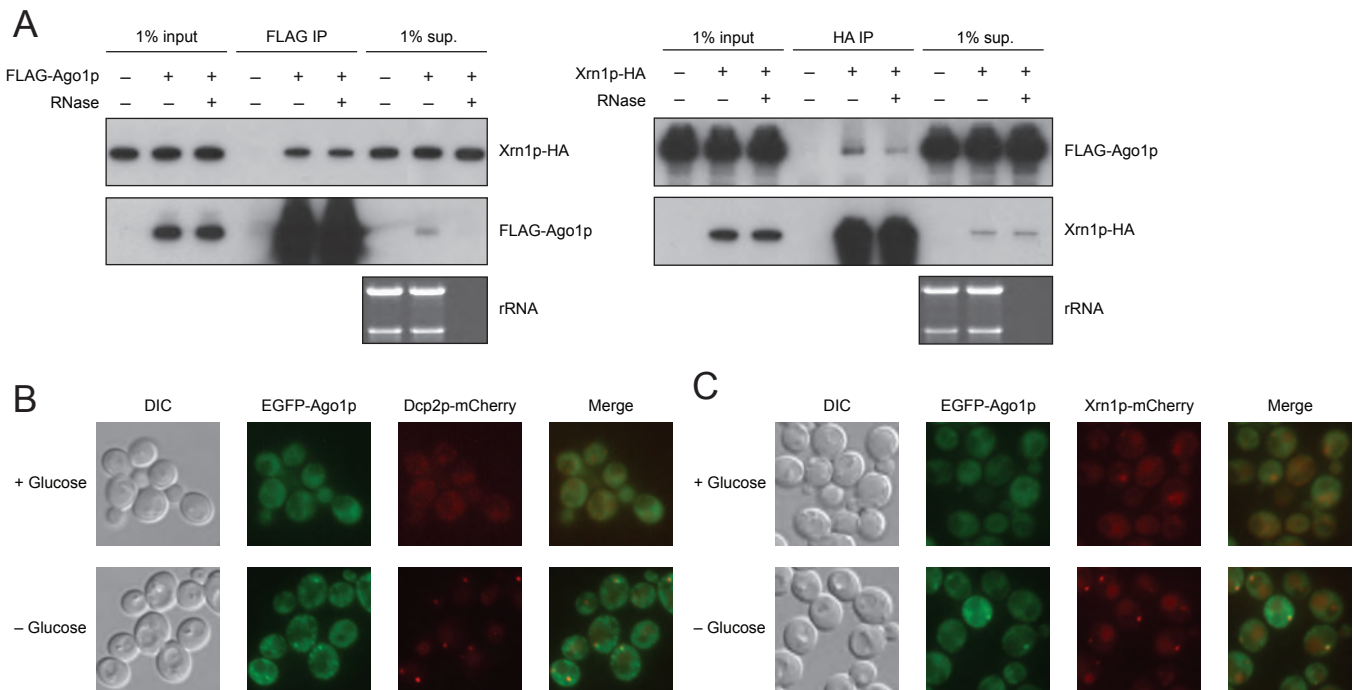 A
1% input FLAG IP 1% sup.
FLAG-Ago1p – + + – + + – + +
RNase – – + – – + – – +
Xrn1p-HA
FLAG-Ago1p
rRNA
1% input HA IP 1% sup.
Xrn1p-HA – + + – + + – + +
RNase – – + – – + – – +
FLAG-Ago1p
Xrn1p-HA
rRNA
B
DIC EGFP-Ago1p Dcp2p-mCherry Merge
+ Glucose
– Glucose
C
DIC EGFP-Ago1p Xrn1p-mCherry Merge
+ Glucose
– Glucose